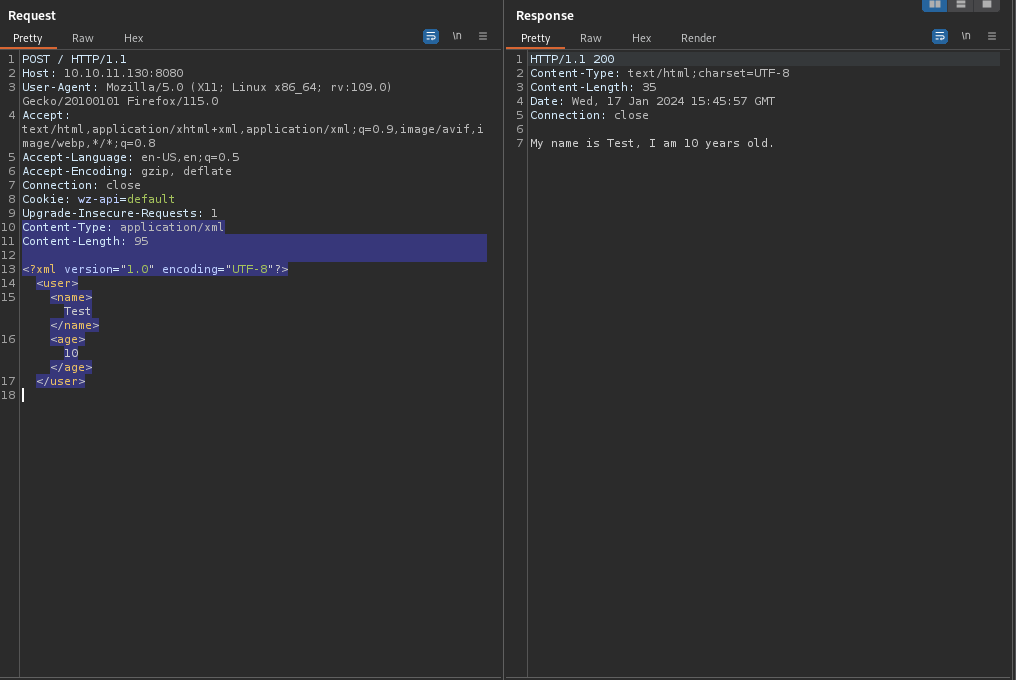 Request
Pretty Raw Hex \n
1 POST / HTTP/1.1
2 Host: 10.10.11.130:8080
3 User-Agent: Mozilla/5.0 (X11; Linux x86_64; rv:109.0)
Gecko/20100101 Firefox/115.0
4 Accept:
text/html,application/xhtml+xml,application/xml;q=0.9,image/avif,i
mage/webp,*/*;q=0.8
5 Accept-Language: en-US,en;q=0.5
6 Accept-Encoding: gzip, deflate
7 Connection: close
8 Cookie: wz-api=default
9 Upgrade-Insecure-Requests: 1
10 Content-Type: application/xml
11 Content-Length: 95
12
13 <?xml version="1.0" encoding="UTF-8"?>
14 <user>
15 <name>
Test
</name>
16 <age>
10
</age>
17 </user>
18
Response
Pretty Raw Hex Render \n
1 HTTP/1.1 200
2 Content-Type: text/html;charset=UTF-8
3 Content-Length: 35
4 Date: Wed, 17 Jan 2024 15:45:57 GMT
5 Connection: close
6
7 My name is Test, I am 10 years old.